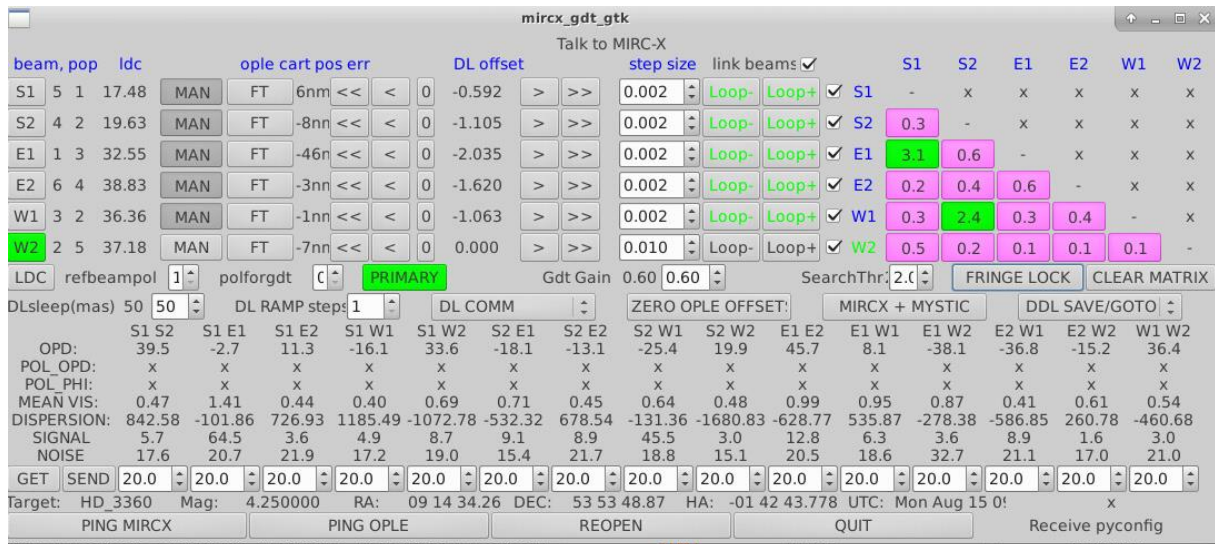 mircx_gdt_gtk
Talk to MIRC-X
beam, pop ldc ople cart pos err DL offset step size link beams S1 S2 E1 E2 W1 W2
S1 5 1 17.48 MAN FT 6nm << < 0 -0.592 > >> 0.002 Loop- Loop+ S1 - x x x x x
S2 4 2 19.63 MAN FT -8nm << < 0 -1.105 > >> 0.002 Loop- Loop+ S2 0.3 - x x x x
E1 1 3 32.55 MAN FT -46n << < 0 -2.035 > >> 0.002 Loop- Loop+ E1 3.1 0.6 - x x x
E2 6 4 38.83 MAN FT -3nm << < 0 -1.620 > >> 0.002 Loop- Loop+ E2 0.2 0.4 0.6 - x x
W1 3 2 36.36 MAN FT -1nm << < 0 -1.063 > >> 0.002 Loop- Loop+ W1 0.3 2.4 0.3 0.4 - x
W2 2 5 37.18 MAN FT -7nm << < 0 0.000 > >> 0.010 Loop- Loop+ W2 0.5 0.2 0.1 0.1 0.1 -
LDC refbeampol 1 polforgdt PRIMARY Gdt Gain 0.60 0.60 SearchThr: 2.0 FRINGE LOCK CLEAR MATRIX
DLsleep(mas) 50 50 DL RAMP steps 1 DL COMM ZERO OPLE OFFSETS MIRCX + MYSTIC DDL SAVE/GOTO
S1 S2 S1 E1 S1 E2 S1 W1 S1 W2 S2 E1 S2 E2 S2 W1 S2 W2 E1 E2 E1 W1 E1 W2 E2 W1 E2 W2 W1 W2
OPD: 39.5 -2.7 11.3 -16.1 33.6 -18.1 -13.1 -25.4 19.9 45.7 8.1 -38.1 -36.8 -15.2 36.4
POL_OPD: x x x x x x x x x x x x x x x
POL_PHI: x x x x x x x x x x x x x x x
MEAN VIS: 0.47 1.41 0.44 0.40 0.69 0.71 0.45 0.64 0.48 0.99 0.95 0.87 0.41 0.61 0.54
DISPERSION: 842.58 -101.86 726.93 1185.49 -1072.78 -532.32 678.54 -131.36 -1680.83 -628.77 535.87 -278.38 -586.85 260.78 -460.68
SIGNAL 5.7 64.5 3.6 4.9 8.7 9.1 8.9 45.5 3.0 12.8 6.3 3.6 8.9 1.6 3.0
NOISE 17.6 20.7 21.9 17.2 19.0 15.4 21.7 18.8 15.1 20.5 18.6 32.7 21.1 17.0 21.0
GET SEND 20.0 20.0 20.0 20.0 20.0 20.0 20.0 20.0 20.0 20.0 20.0 20.0 20.0 20.0 20.0
Target: HD_3360 Mag: 4.250000 RA: 09 14 34.26 DEC: 53 53 48.87 HA: -01 42 43.778 UTC: Mon Aug 15 x
PING MIRCX PING OPLE REOPEN QUIT Receive pyconfig